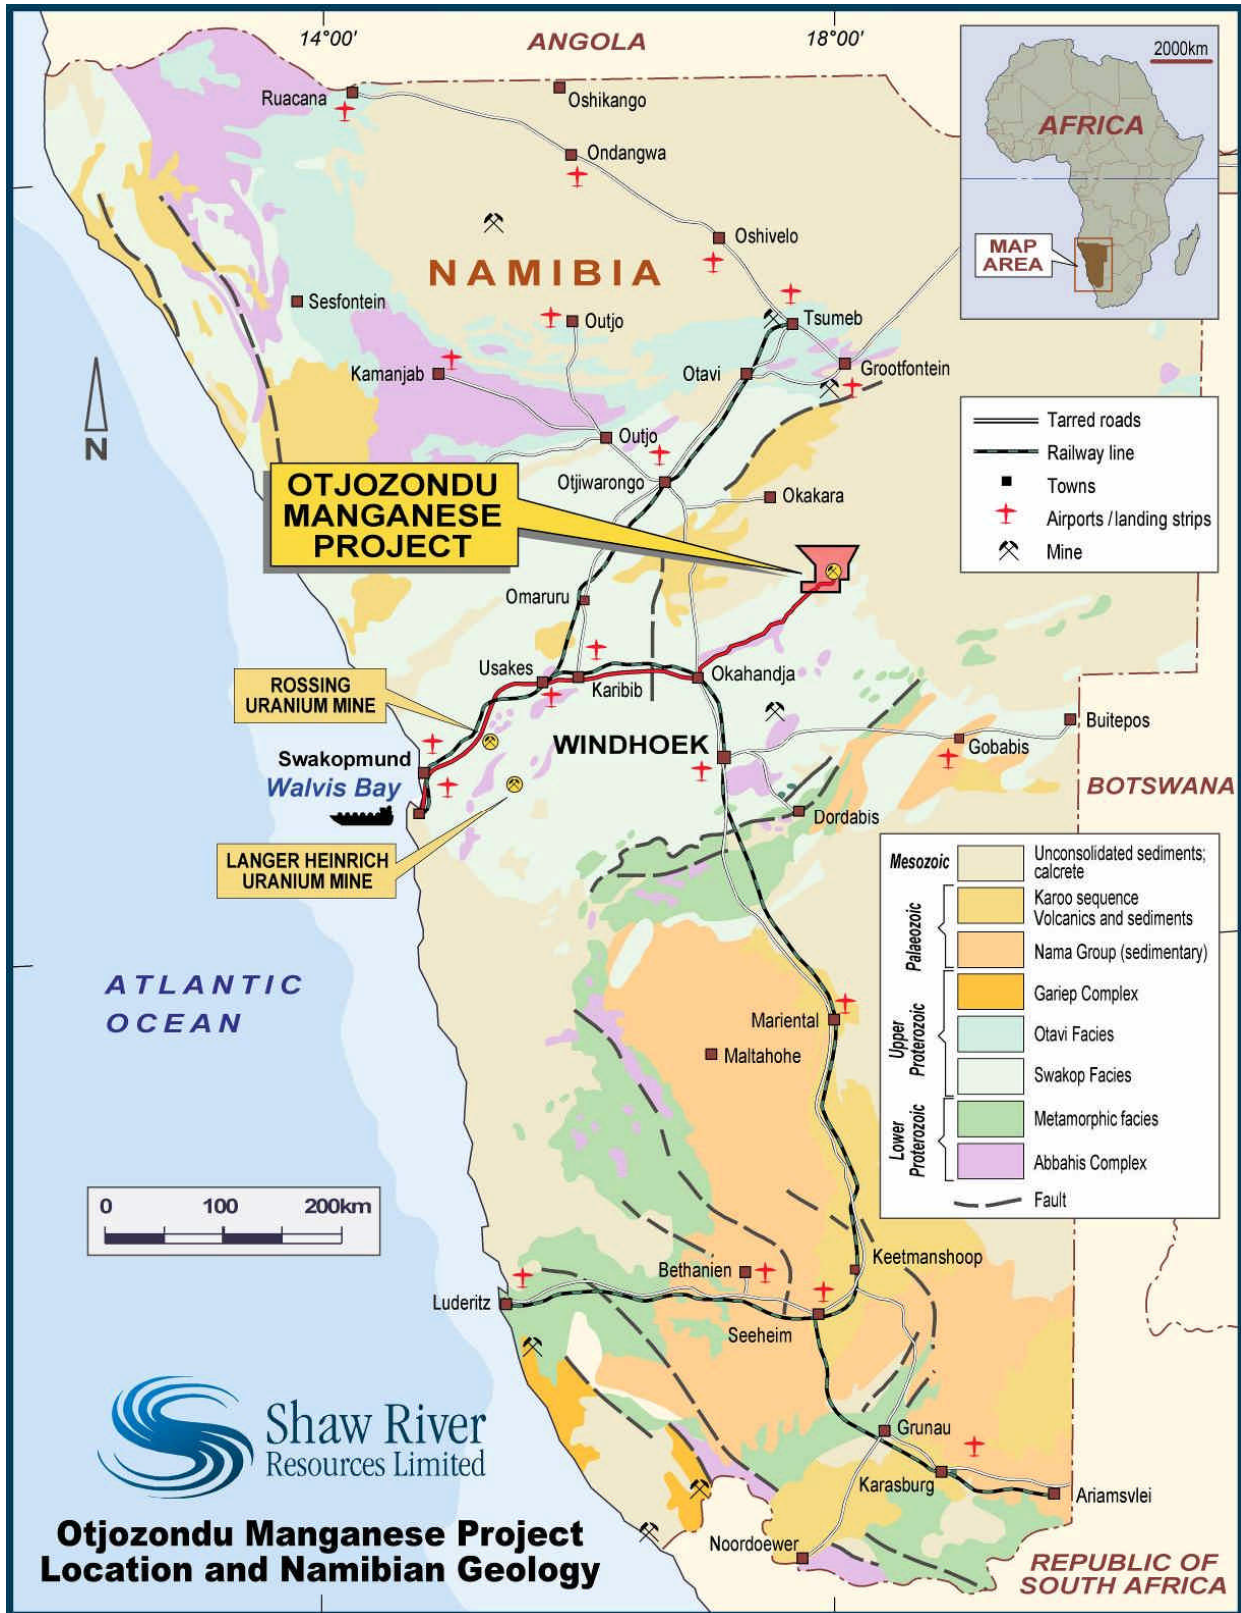 14°00'
ANGOLA
18°00'
2000km
AFRICA
MAP
AREA
Ruacana
Oshikango
Ondangwa
Oshivelo
NAMIBIA
Sesfontein
Outjo
Tsumeb
Kamanjab
Otavi
Grootfontein
N
Outjo
Otjiwarongo
Okakara
Tarred roads
Railway line
Towns
Airports / landing strips
Mine
OTJOZONDU
MANGANESE
PROJECT
Omaruru
Usakes
Karibib
Okahandja
ROSSING
URANIUM MINE
WINDHOEK
Buitepos
Gobabis
Swakopmund
Walvis Bay
BOTSWANA
Dordabis
LANGER HEINRICH
URANIUM MINE
Mesozoic
Unconsolidated sediments;
calcrete
Palaeozoic
Karoo sequence
Volcanics and sediments
Nama Group (sedimentary)
Upper
Proterozoic
Gariep Complex
Otavi Facies
Swakop Facies
Lower
Proterozoic
Metamorphic facies
Abbahis Complex
Fault
ATLANTIC
OCEAN
Mariental
Maltahohe
0 100 200km
Keetmanshoop
Bethanien
Luderitz
Seeheim
Grunau
Karasburg
Ariamsvlei
Noordoewer
Shaw River
Resources Limited
Otjozondu Manganese Project
Location and Namibian Geology
REPUBLIC OF
SOUTH AFRICA